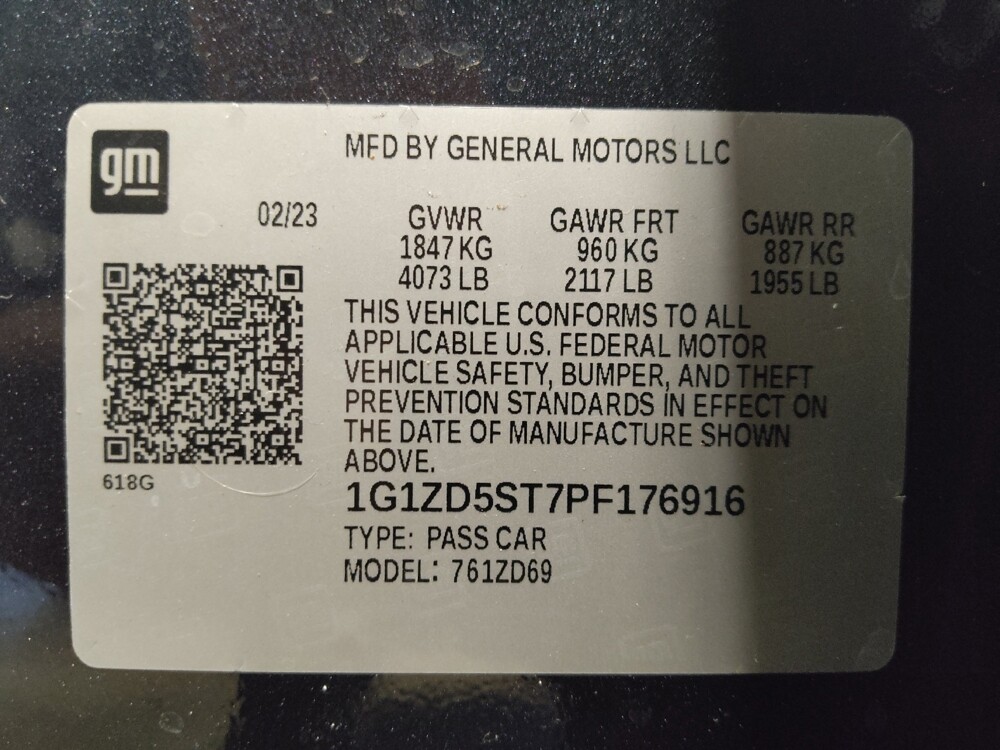 gm
MFD BY GENERAL MOTORS LLC
02/23
GVWR GAWR FRT GAWR RR
1847 KG 960 KG 887 KG
4073 LB 2117 LB 1955 LB
THIS VEHICLE CONFORMS TO ALL
APPLICABLE U.S. FEDERAL MOTOR
VEHICLE SAFETY, BUMPER, AND THEFT
PREVENTION STANDARDS IN EFFECT ON
THE DATE OF MANUFACTURE SHOWN
ABOVE.
618G
1G1ZD5ST7PF176916
TYPE: PASS CAR
MODEL: 761ZD69